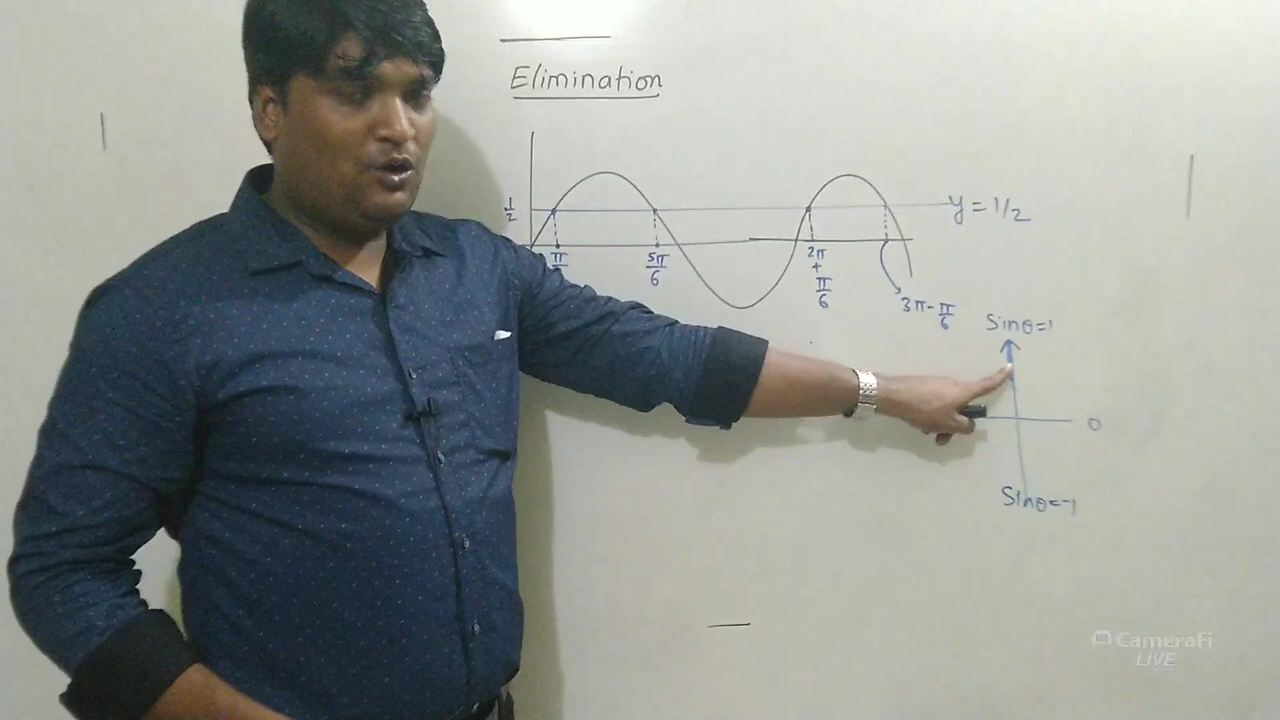 Elimination
1/2
y = 1/2
π
5π/6
2π + π/6
3π - π/6
Sinθ=1
0
Sinθ=-1
CameraFi
LIVE